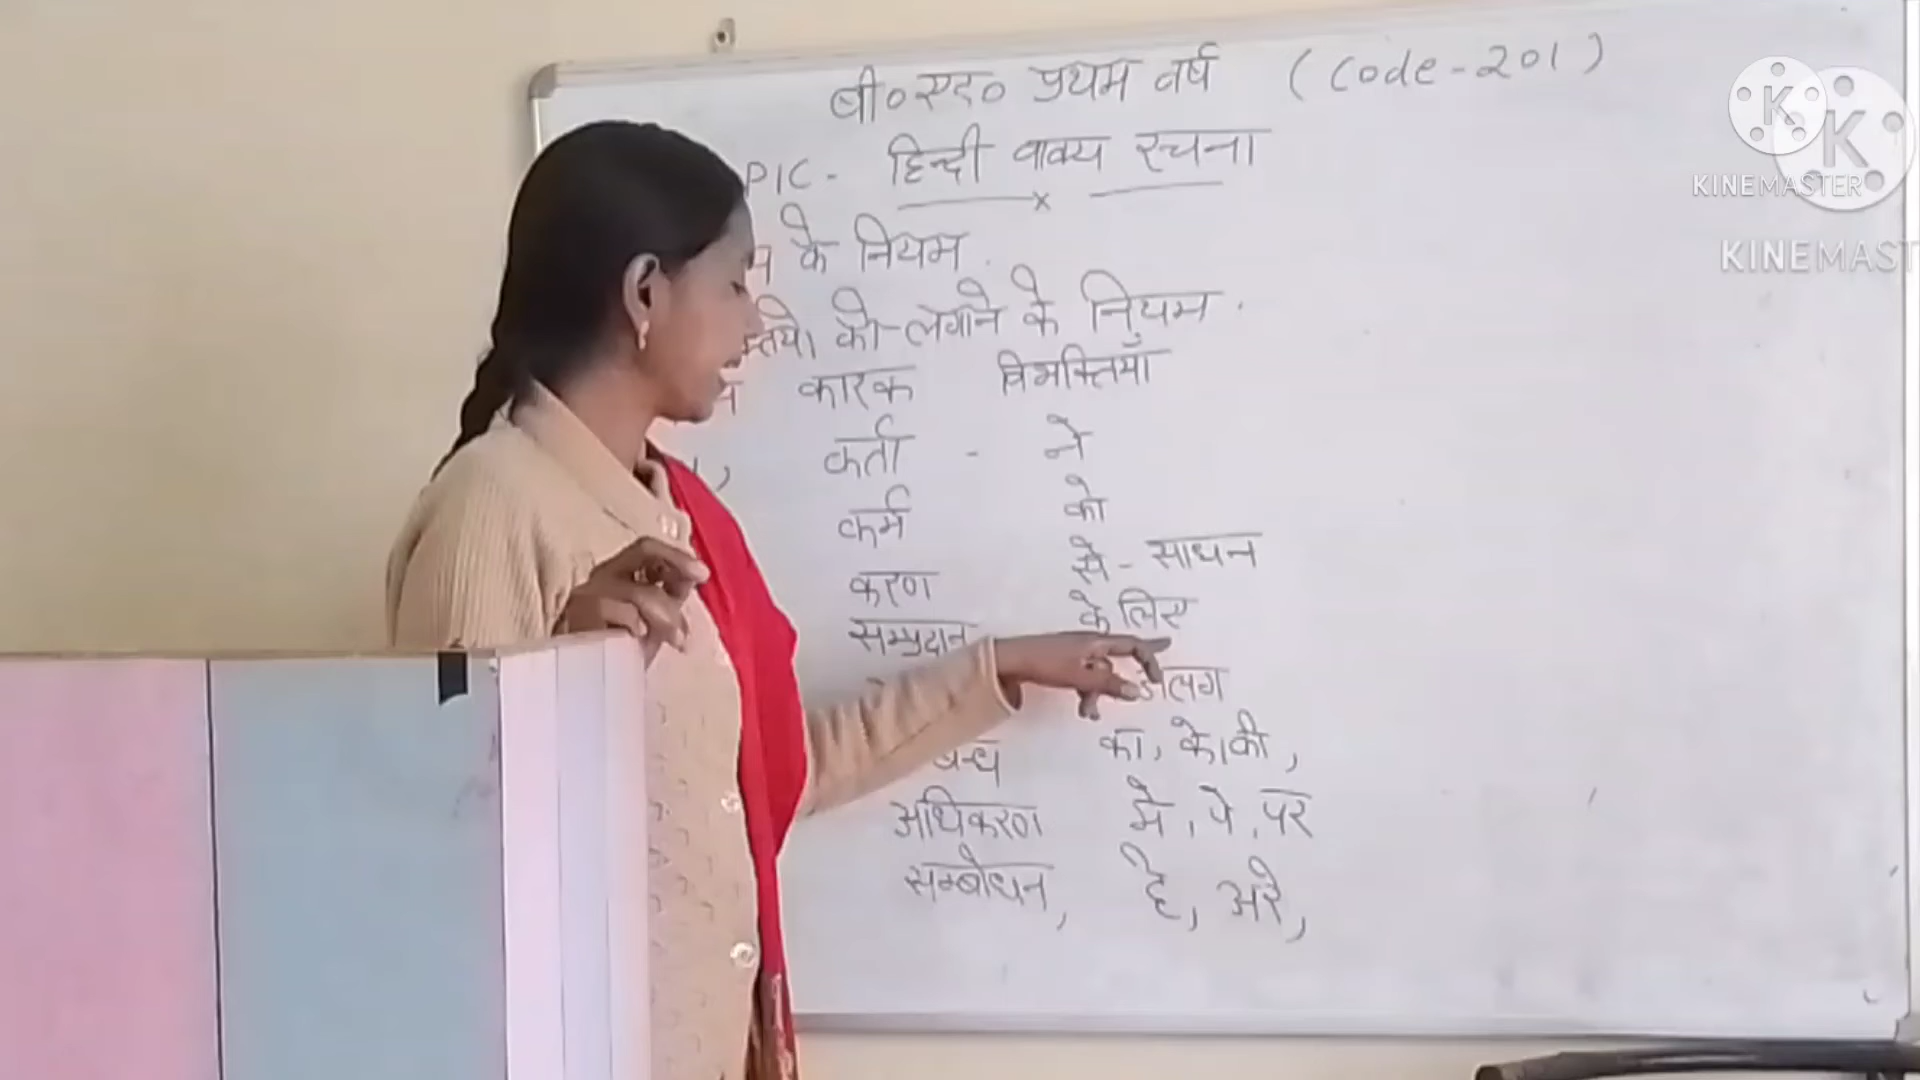 बी०ए० प्रथम वर्ष (Code-201)
PIC- हिन्दी वाक्य रचना
के नियम.
को लगाने के नियम.
कारक विभक्तियाँ
कर्ता - ने
कर्म को
करण से - साधन
सम्प्रदान के लिए
अलग
का, के, की,
अधिकरण मे, पे, पर
सम्बोधन, हे, अरे,
KINEMASTER
KINEMAST